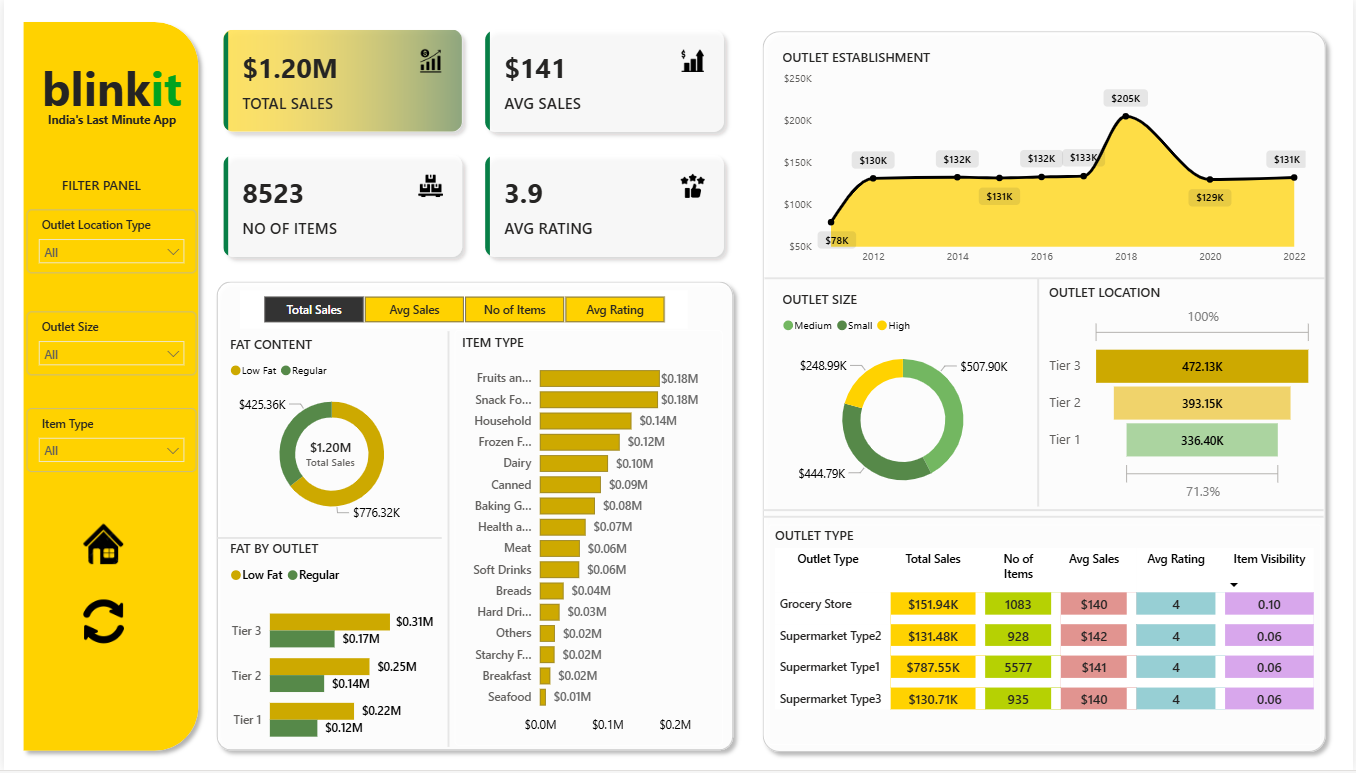 blinkit
India's Last Minute App
FILTER PANEL
Outlet Location Type
All
Outlet Size
All
Item Type
All
$1.20M
TOTAL SALES
$141
AVG SALES
8523
NO OF ITEMS
3.9
AVG RATING
Total Sales Avg Sales No of Items Avg Rating
FAT CONTENT
Low Fat Regular
$425.36K
$1.20M
Total Sales
$776.32K
FAT BY OUTLET
Low Fat Regular
Tier 3 $0.31M
$0.17M
Tier 2 $0.25M
$0.14M
Tier 1 $0.22M
$0.12M
ITEM TYPE
Fruits an... $0.18M
Snack Fo... $0.18M
Household $0.14M
Frozen F... $0.12M
Dairy $0.10M
Canned $0.09M
Baking G... $0.08M
Health a... $0.07M
Meat $0.06M
Soft Drinks $0.06M
Breads $0.04M
Hard Dri... $0.03M
Others $0.02M
Starchy F... $0.02M
Breakfast $0.02M
Seafood $0.01M
$0.0M $0.1M $0.2M
OUTLET ESTABLISHMENT
$250K
$200K
$150K
$100K
$50K
$78K $130K $132K $131K $132K $133K $205K $129K $131K
2012 2014 2016 2018 2020 2022
OUTLET SIZE
Medium Small High
$248.99K $507.90K
$444.79K
OUTLET LOCATION
100%
Tier 3 472.13K
Tier 2 393.15K
Tier 1 336.40K
71.3%
OUTLET TYPE
Outlet Type Total Sales No of Items Avg Sales Avg Rating Item Visibility
Grocery Store $151.94K 1083 $140 4 0.10
Supermarket Type2 $131.48K 928 $142 4 0.06
Supermarket Type1 $787.55K 5577 $141 4 0.06
Supermarket Type3 $130.71K 935 $140 4 0.06